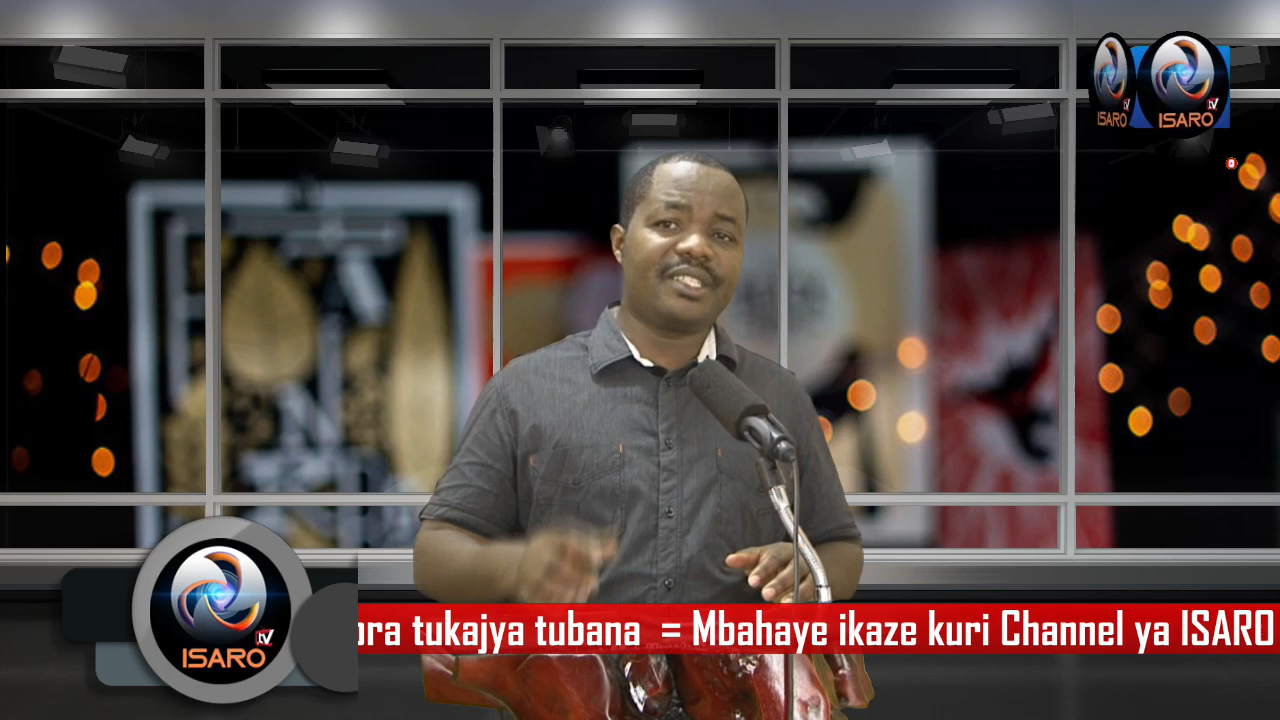 ISARO
tv
ISARO
tv
tukajya tubana = Mbahaye ikaze kuri Channel ya ISARO
tv
ISARO